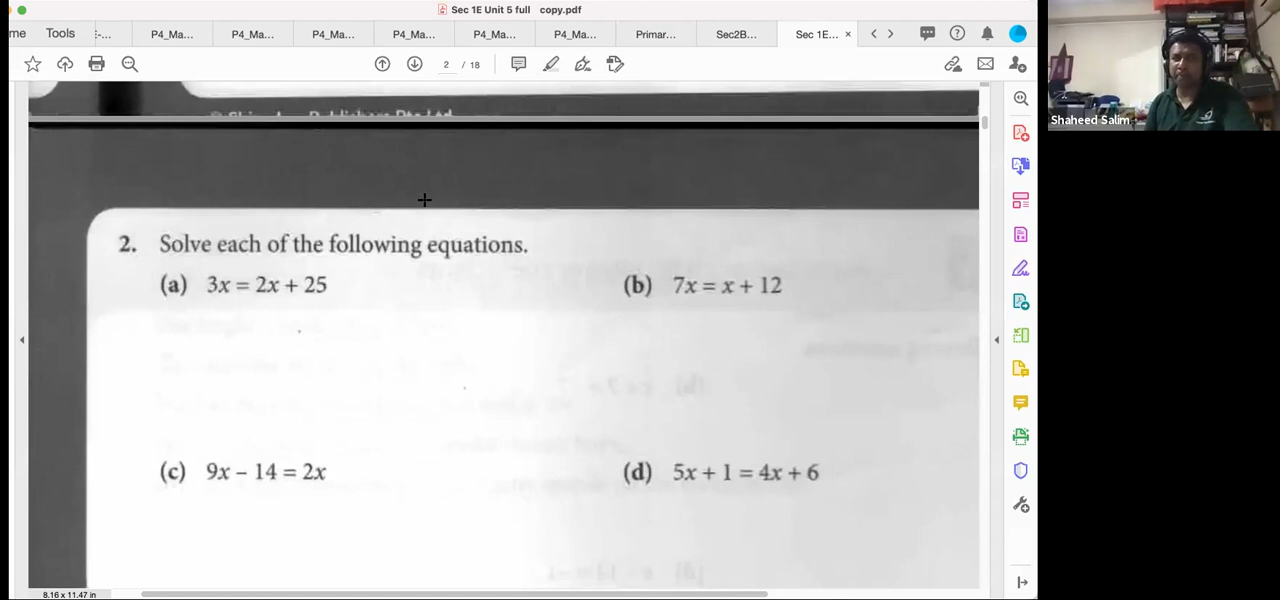 Sec 1E Unit 5 full copy.pdf
me Tools E-... P4_Ma... P4_Ma... P4_Ma... P4_Ma... P4_Ma... P4_Ma... Primar... Sec2B... Sec 1E... ×
2 / 18
Shaheed Salim
2. Solve each of the following equations.
(a) 3x = 2x + 25 (b) 7x = x + 12
(c) 9x – 14 = 2x (d) 5x + 1 = 4x + 6
8.16 x 11.47 in